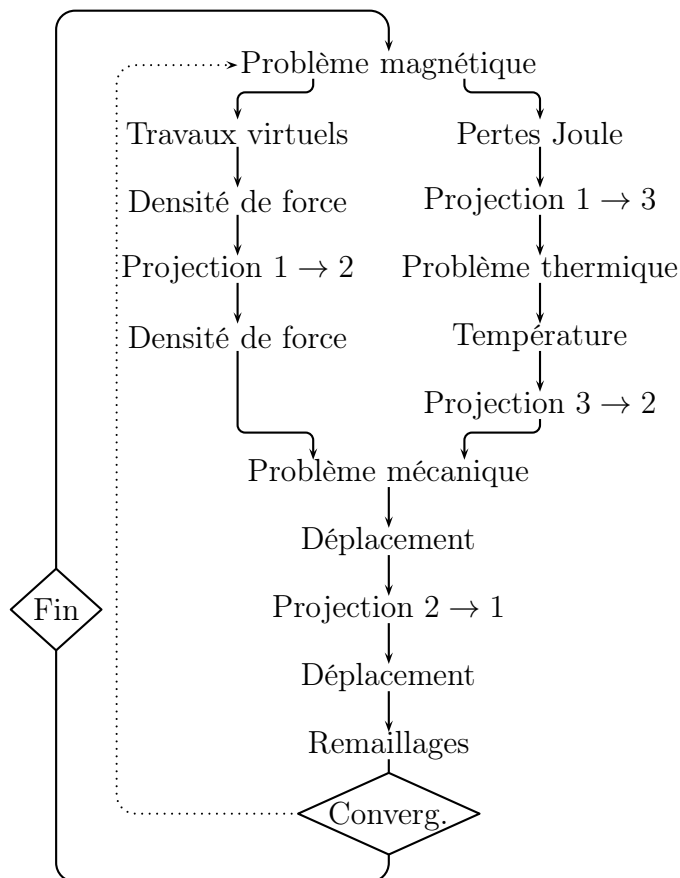 Problème magnétique
Travaux virtuels
Pertes Joule
Densité de force
Projection 1 → 3
Projection 1 → 2
Problème thermique
Densité de force
Température
Projection 3 → 2
Problème mécanique
Déplacement
Fin
Projection 2 → 1
Déplacement
Remaillages
Converg.